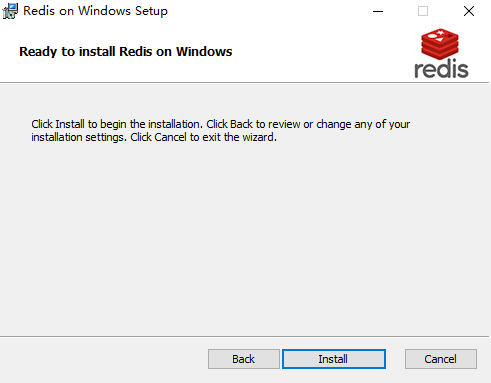 Redis on Windows Setup
Ready to install Redis on Windows
redis
Click Install to begin the installation. Click Back to review or change any of your
installation settings. Click Cancel to exit the wizard.
Back
Install
Cancel